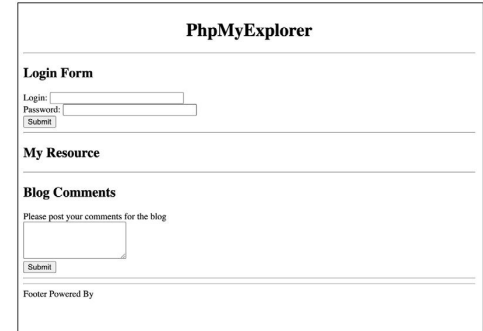 PhpMyExplorer
Login Form
Login:
Password:
Submit
My Resource
Blog Comments
Please post your comments for the blog
Submit
Footer Powered By